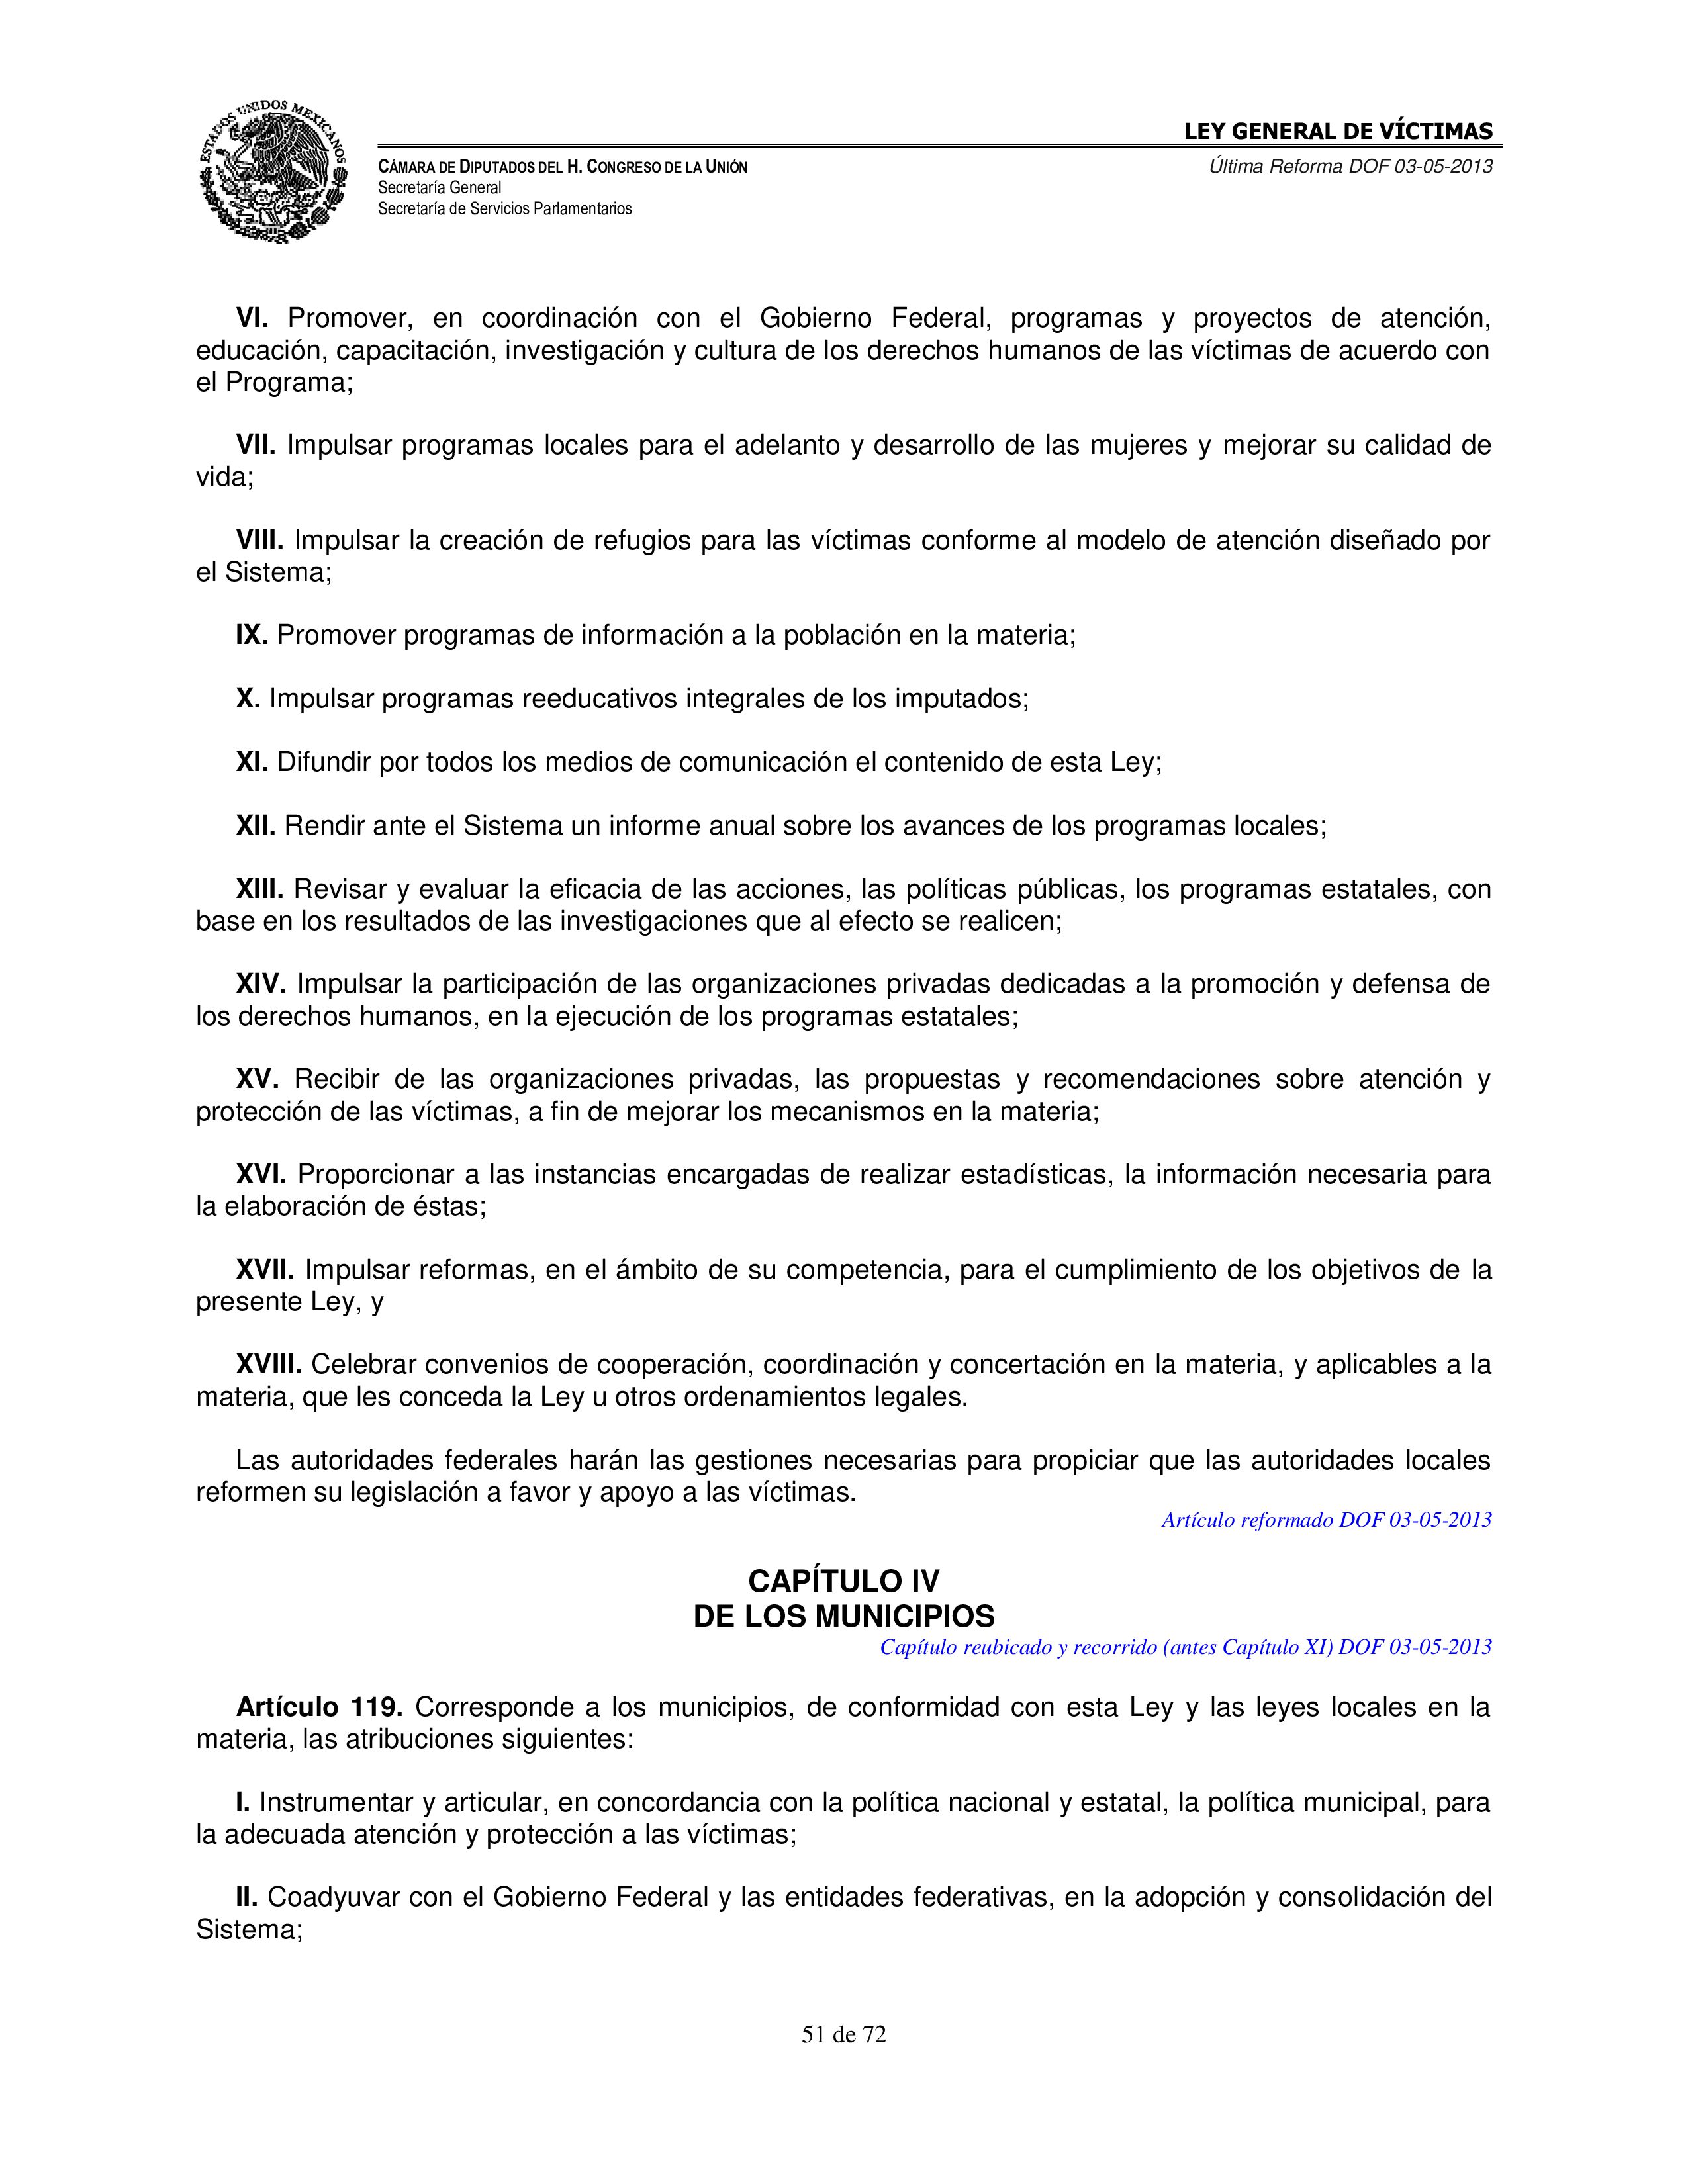 ESTADOS UNIDOS MEXICANOS
LEY GENERAL DE VÍCTIMAS
CÁMARA DE DIPUTADOS DEL H. CONGRESO DE LA UNIÓN
Última Reforma DOF 03-05-2013
Secretaría General
Secretaría de Servicios Parlamentarios
VI. Promover, en coordinación con el Gobierno Federal, programas y proyectos de atención,
educación, capacitación, investigación y cultura de los derechos humanos de las víctimas de acuerdo con
el Programa;
VII. Impulsar programas locales para el adelanto y desarrollo de las mujeres y mejorar su calidad de
vida;
VIII. Impulsar la creación de refugios para las víctimas conforme al modelo de atención diseñado por
el Sistema;
IX. Promover programas de información a la población en la materia;
X. Impulsar programas reeducativos integrales de los imputados;
XI. Difundir por todos los medios de comunicación el contenido de esta Ley;
XII. Rendir ante el Sistema un informe anual sobre los avances de los programas locales;
XIII. Revisar y evaluar la eficacia de las acciones, las políticas públicas, los programas estatales, con
base en los resultados de las investigaciones que al efecto se realicen;
XIV. Impulsar la participación de las organizaciones privadas dedicadas a la promoción y defensa de
los derechos humanos, en la ejecución de los programas estatales;
XV. Recibir de las organizaciones privadas, las propuestas y recomendaciones sobre atención y
protección de las víctimas, a fin de mejorar los mecanismos en la materia;
XVI. Proporcionar a las instancias encargadas de realizar estadísticas, la información necesaria para
la elaboración de éstas;
XVII. Impulsar reformas, en el ámbito de su competencia, para el cumplimiento de los objetivos de la
presente Ley, y
XVIII. Celebrar convenios de cooperación, coordinación y concertación en la materia, y aplicables a la
materia, que les conceda la Ley u otros ordenamientos legales.
Las autoridades federales harán las gestiones necesarias para propiciar que las autoridades locales
reformen su legislación a favor y apoyo a las víctimas.
Artículo reformado DOF 03-05-2013
CAPÍTULO IV
DE LOS MUNICIPIOS
Capítulo reubicado y recorrido (antes Capítulo XI) DOF 03-05-2013
Artículo 119. Corresponde a los municipios, de conformidad con esta Ley y las leyes locales en la
materia, las atribuciones siguientes:
I. Instrumentar y articular, en concordancia con la política nacional y estatal, la política municipal, para
la adecuada atención y protección a las víctimas;
II. Coadyuvar con el Gobierno Federal y las entidades federativas, en la adopción y consolidación del
Sistema;
51 de 72